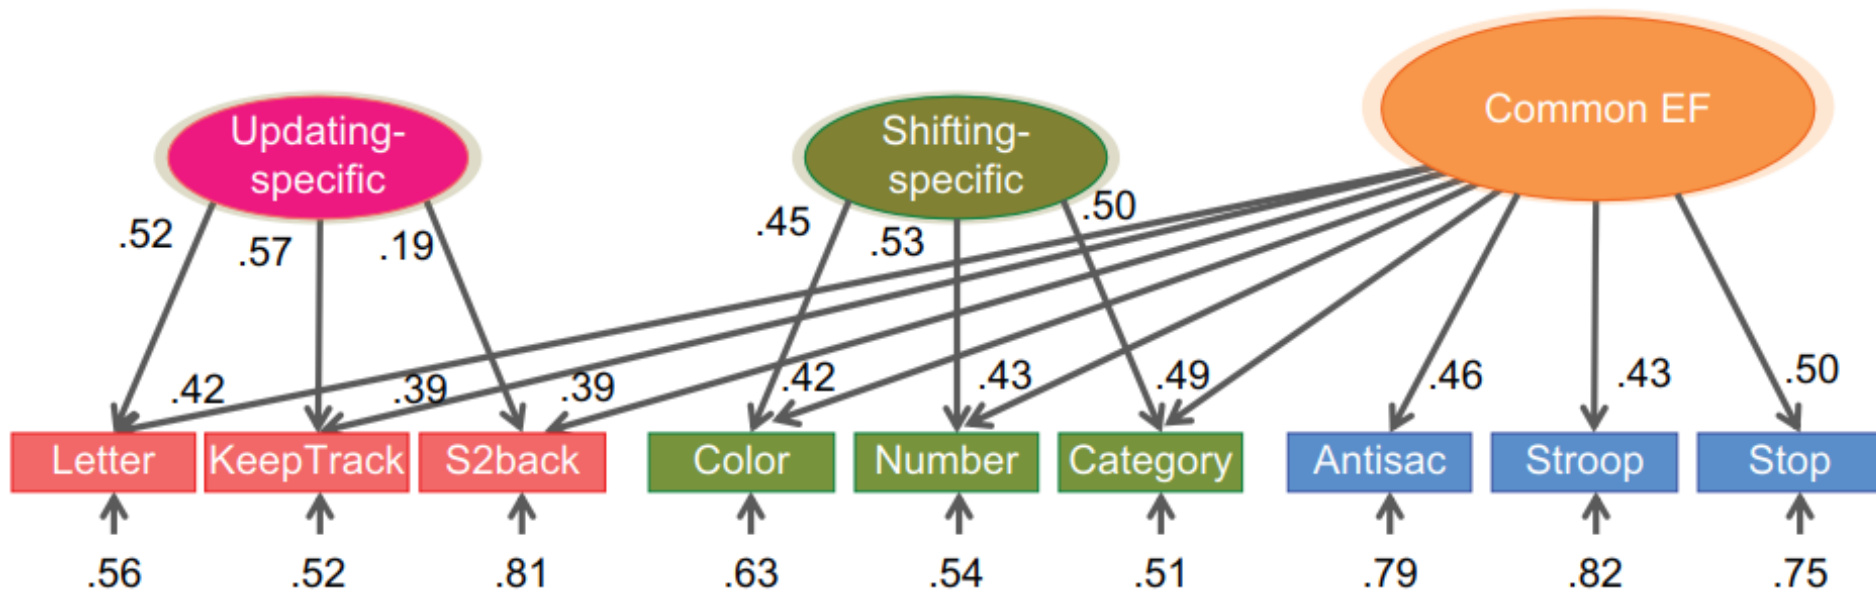 Updating-
specific
Shifting-
specific
Common EF
.52
.57
.19
.45
.53
.50
.42
.39
.39
.42
.43
.49
.46
.43
.50
Letter
KeepTrack
S2back
Color
Number
Category
Antisac
Stroop
Stop
.56
.52
.81
.63
.54
.51
.79
.82
.75